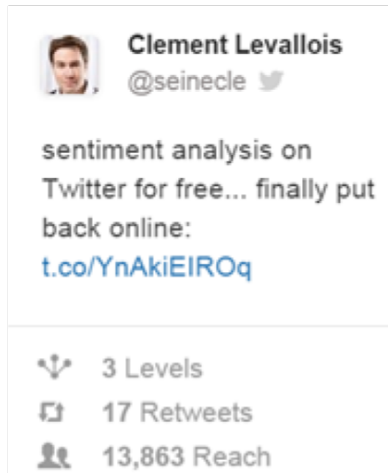 Clement Levallois
@seinecle
sentiment analysis on
Twitter for free... finally put
back online:
t.co/YnAkiEIROq
3 Levels
17 Retweets
13,863 Reach